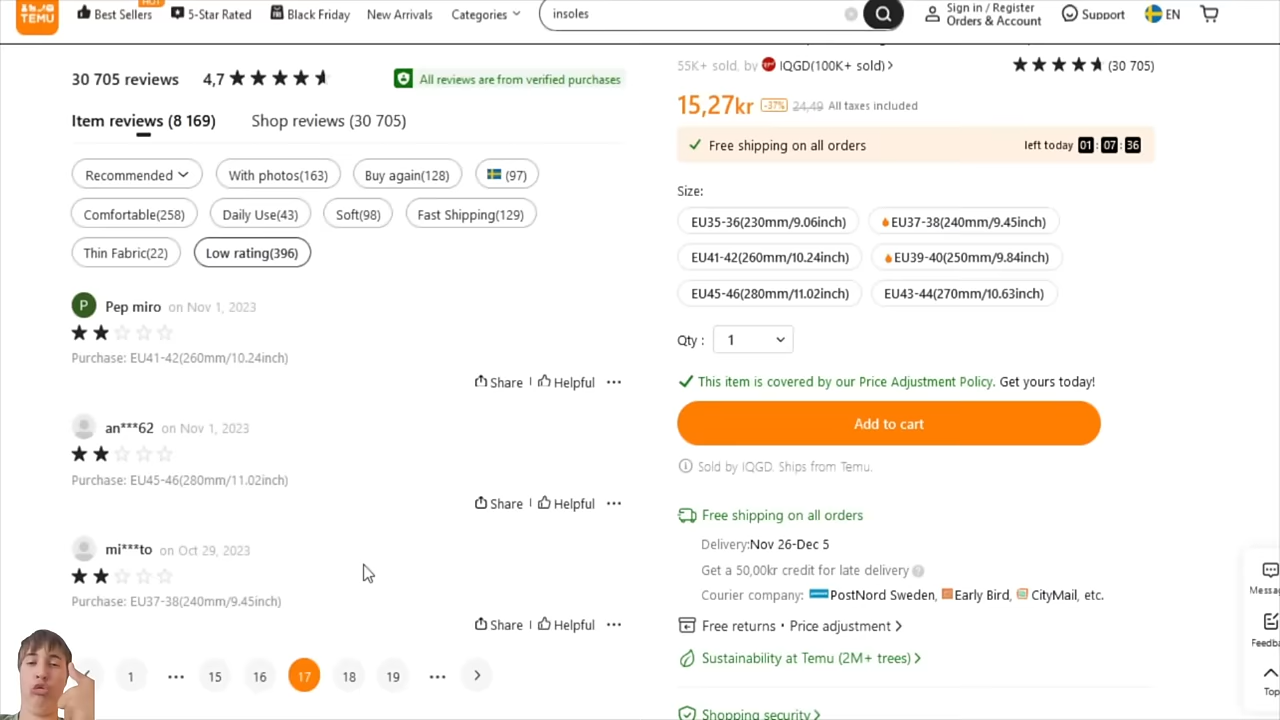 HOT
TEMU
Best Sellers
5-Star Rated
Black Friday
New Arrivals
Categories
insoles
Sign in / Register
Orders & Account
Support
EN
30 705 reviews
4,7
All reviews are from verified purchases
Item reviews (8 169)
Shop reviews (30 705)
Recommended
With photos(163)
Buy again(128)
(97)
Comfortable(258)
Daily Use(43)
Soft(98)
Fast Shipping(129)
Thin Fabric(22)
Low rating(396)
P
Pep miro on Nov 1, 2023
Purchase: EU41-42(260mm/10.24inch)
Share
Helpful
an***62 on Nov 1, 2023
Purchase: EU45-46(280mm/11.02inch)
Share
Helpful
mi***to on Oct 29, 2023
Purchase: EU37-38(240mm/9.45inch)
Share
Helpful
1 ••• 15 16 17 18 19 •••
55K+ sold, by IQGD(100K+ sold)
(30 705)
15,27kr -37% 24,49 All taxes included
Free shipping on all orders
left today 01 : 07 : 36
Size:
EU35-36(230mm/9.06inch)
EU37-38(240mm/9.45inch)
EU41-42(260mm/10.24inch)
EU39-40(250mm/9.84inch)
EU45-46(280mm/11.02inch)
EU43-44(270mm/10.63inch)
Qty : 1
This item is covered by our Price Adjustment Policy. Get yours today!
Add to cart
Sold by IQGD. Ships from Temu.
Free shipping on all orders
Delivery:Nov 26-Dec 5
Get a 50,00kr credit for late delivery
Courier company: PostNord Sweden, Early Bird, CityMail, etc.
Free returns • Price adjustment
Sustainability at Temu (2M+ trees)
Shopping security
Messa
Feedba
Top